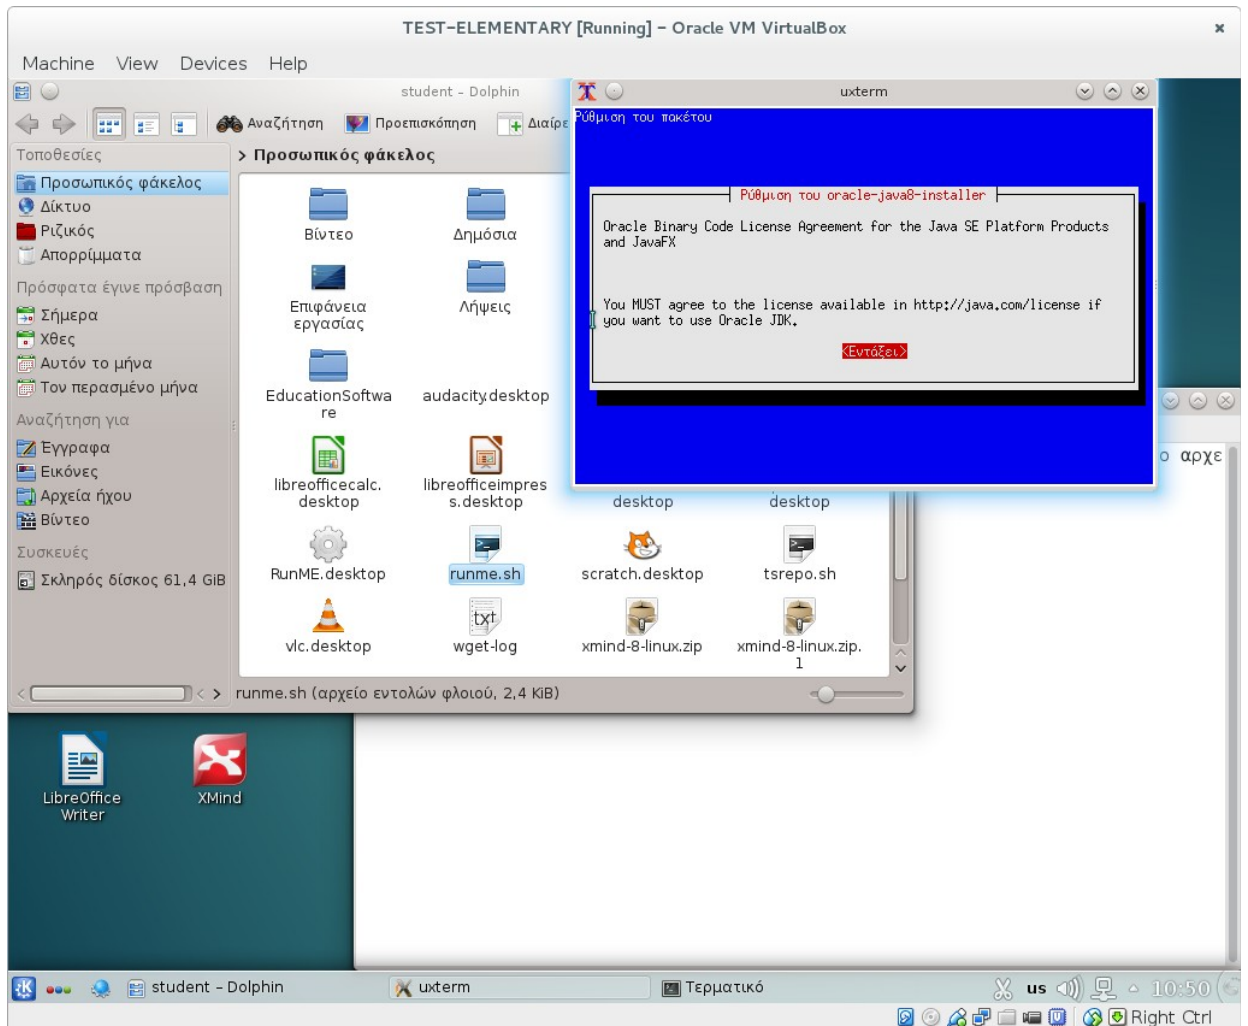 TEST-ELEMENTARY [Running] - Oracle VM VirtualBox
Machine View Devices Help
student - Dolphin
Αναζήτηση Προεπισκόπηση Διαίρε
Τοποθεσίες
Προσωπικός φάκελος
Δίκτυο
Ριζικός
Απορρίμματα
Πρόσφατα έγινε πρόσβαση
Σήμερα
Χθες
Αυτόν το μήνα
Τον περασμένο μήνα
Αναζήτηση για
Έγγραφα
Εικόνες
Αρχεία ήχου
Βίντεο
Συσκευές
Σκληρός δίσκος 61,4 GiB
> Προσωπικός φάκελος
Βίντεο
Δημόσια
Επιφάνεια
εργασίας
Λήψεις
EducationSoftwa
re
audacity.desktop
libreofficecalc.
desktop
libreofficeimpres
s.desktop
desktop
desktop
RunME.desktop
runme.sh
scratch.desktop
tsrepo.sh
vlc.desktop
txt
wget-log
xmind-8-linux.zip
xmind-8-linux.zip.
1
runme.sh (αρχείο εντολών φλοιού, 2,4 KiB)
uxterm
Ρύθμιση του πακέτου
Ρύθμιση του oracle-java8-installer
Oracle Binary Code License Agreement for the Java SE Platform Products
and JavaFX
You MUST agree to the license available in http://java.com/license if
you want to use Oracle JDK.
<Εντάξει>
ο αρχε
LibreOffice
Writer
XMind
student - Dolphin
uxterm
Τερματικό
us
10:50
Right Ctrl